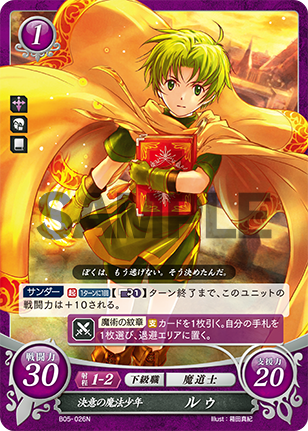 1
SAMPLE
ぼくは、もう逃げない。そう決めたんだ。
サンダー 起 1ターンに1回 【1】ターン終了まで、このユニットの
戦闘力は+10される。
魔術の紋章 支 カードを1枚引く。自分の手札を
1枚選び、退避エリアに置く。
戦闘力
30
射程 1-2 下級職 魔道士
支援力
20
決意の魔法少年 ルゥ
B05-026N
Illust:箱田真紀